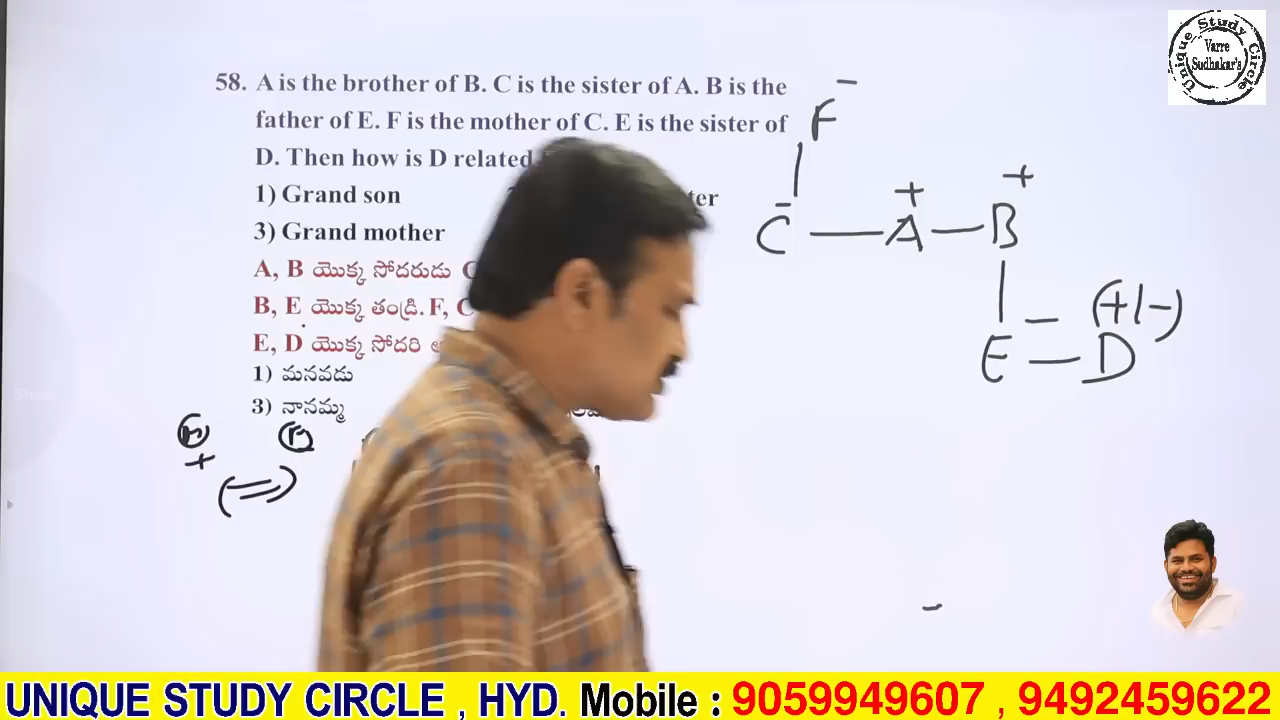 Unique Study Circle
Varre
Sudhakar's
58. A is the brother of B. C is the sister of A. B is the
father of E. F is the mother of C. E is the sister of
D. Then how is D related
1) Grand son
3) Grand mother
A, B యొక్క సోదరుడు
B, E యొక్క తండ్రి. F, C
E, D యొక్క సోదరి
1) మనవడు
3) నానమ్మ
F −
C − A + B +
E − D (+/−)
UNIQUE STUDY CIRCLE , HYD. Mobile : 9059949607 , 9492459622